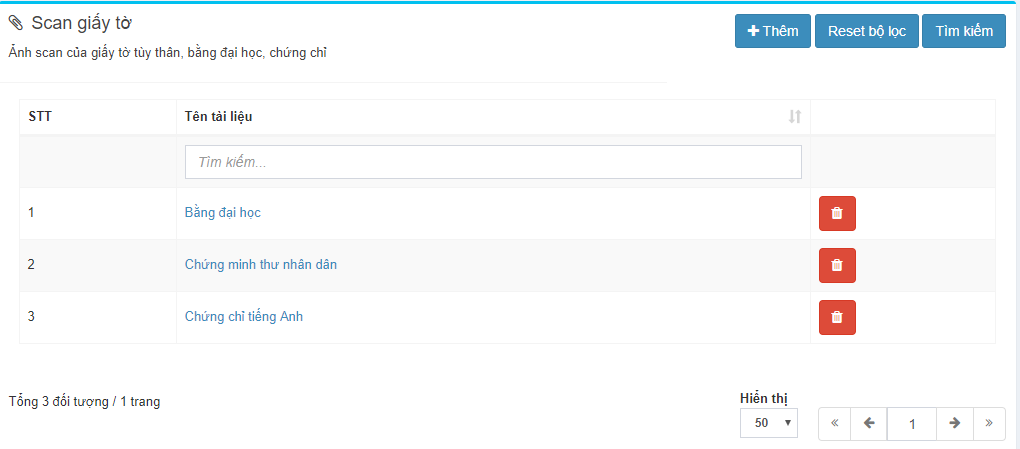 Scan giấy tờ
Thêm Reset bộ lọc Tìm kiếm
Ảnh scan của giấy tờ tùy thân, bằng đại học, chứng chỉ
STT Tên tài liệu
Tìm kiếm...
1 Bằng đại học
2 Chứng minh thư nhân dân
3 Chứng chỉ tiếng Anh
Tổng 3 đối tượng / 1 trang
Hiển thị
50 « 1 »